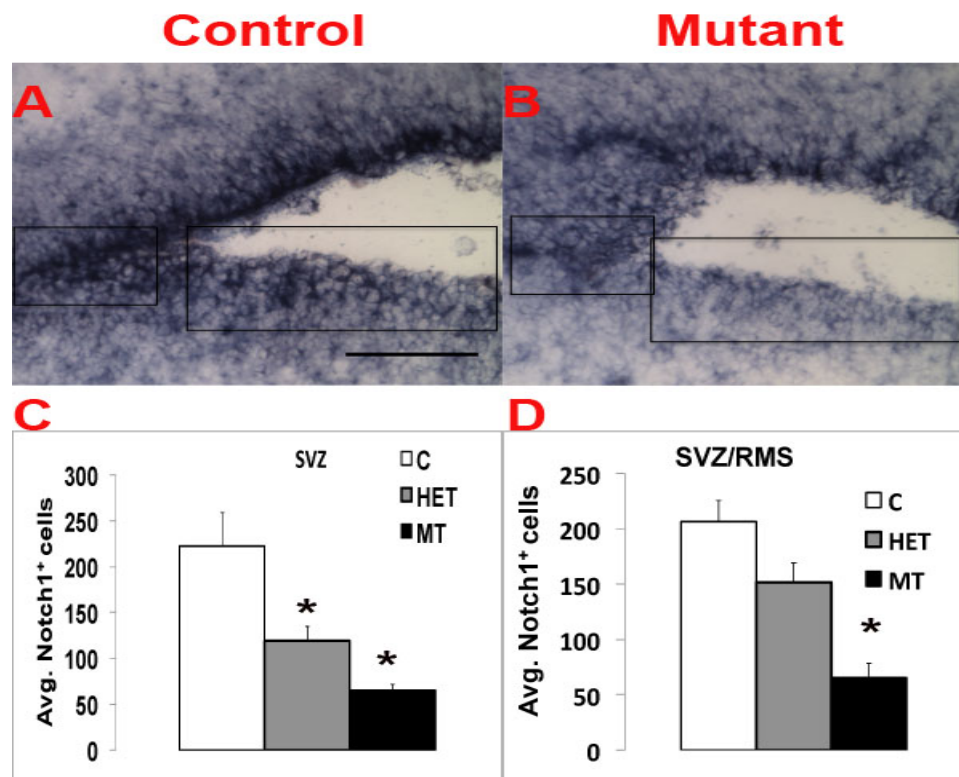 Control
Mutant
A
B
C
SVZ
C
HET
MT
300
250
200
150
100
50
0
Avg. Notch1⁺ cells
*
*
D
SVZ/RMS
C
HET
MT
250
200
150
100
50
0
Avg. Notch1⁺ cells
*